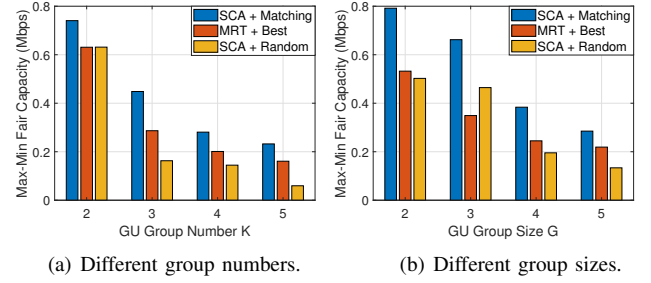 Max-Min Fair Capacity (Mbps)
0.8
0.6
0.4
0.2
0
SCA + Matching
MRT + Best
SCA + Random
2 3 4 5
GU Group Number K
(a) Different group numbers.
Max-Min Fair Capacity (Mbps)
0.8
0.6
0.4
0.2
0
SCA + Matching
MRT + Best
SCA + Random
2 3 4 5
GU Group Size G
(b) Different group sizes.